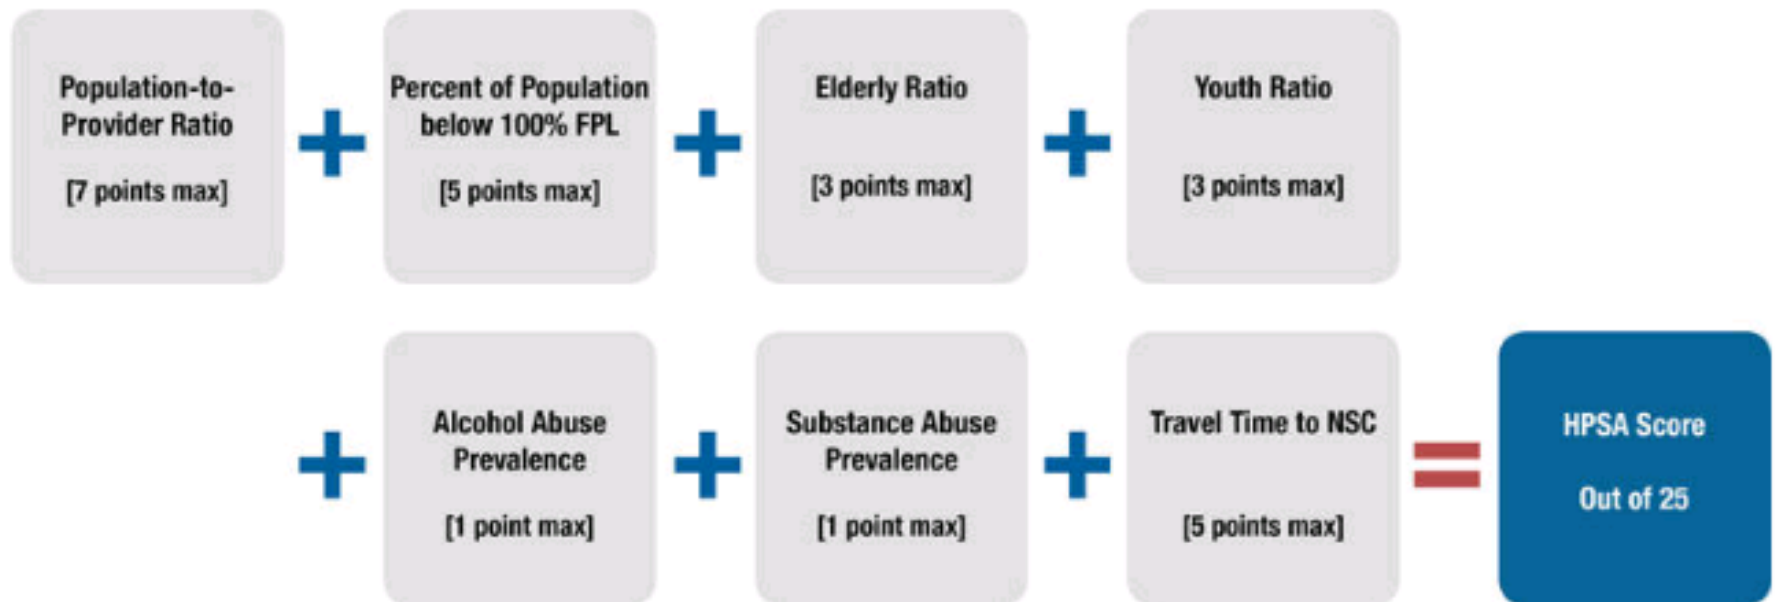 Population-to-
Provider Ratio
[7 points max]
+
Percent of Population
below 100% FPL
[5 points max]
+
Elderly Ratio
[3 points max]
+
Youth Ratio
[3 points max]
+
Alcohol Abuse
Prevalence
[1 point max]
+
Substance Abuse
Prevalence
[1 point max]
+
Travel Time to NSC
[5 points max]
=
HPSA Score
Out of 25